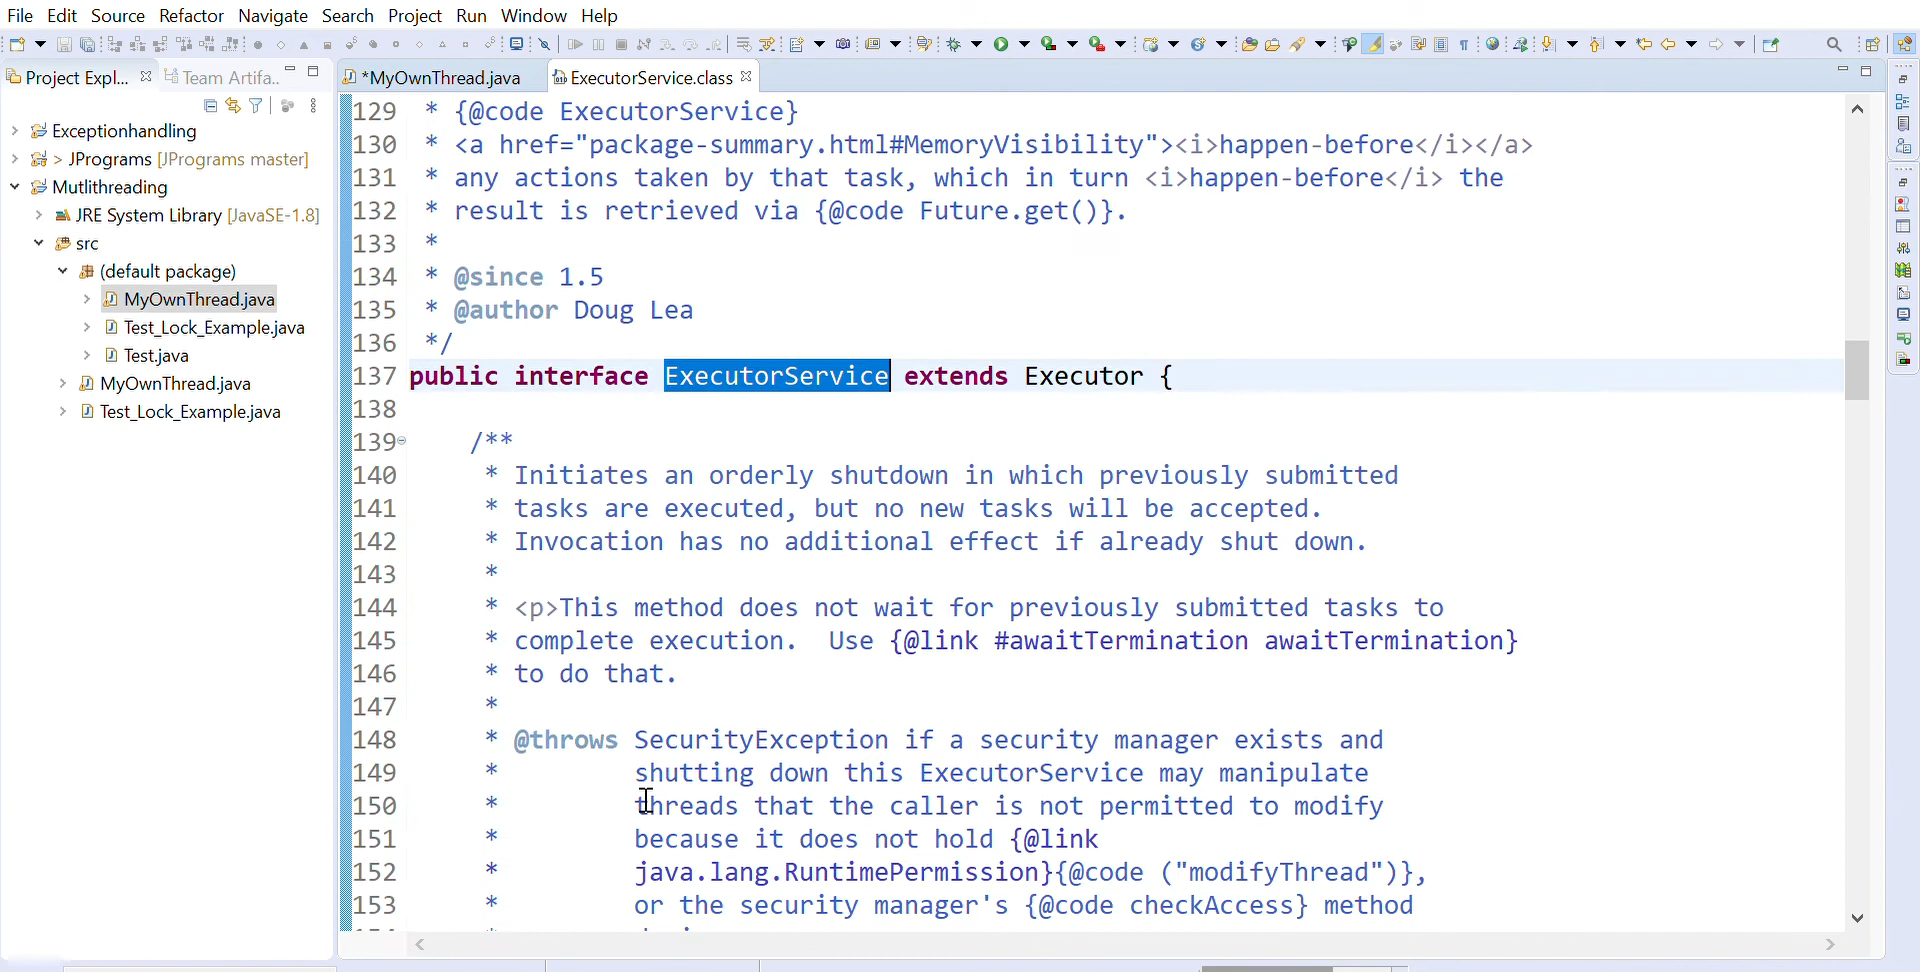 File Edit Source Refactor Navigate Search Project Run Window Help
Project Expl...
Team Artifa..
*MyOwnThread.java
ExecutorService.class
Exceptionhandling
> JPrograms [JPrograms master]
Mutlithreading
JRE System Library [JavaSE-1.8]
src
(default package)
MyOwnThread.java
Test_Lock_Example.java
Test.java
MyOwnThread.java
Test_Lock_Example.java
129 * {@code ExecutorService}
130 * <a href="package-summary.html#MemoryVisibility"><i>happen-before</i></a>
131 * any actions taken by that task, which in turn <i>happen-before</i> the
132 * result is retrieved via {@code Future.get()}.
133 *
134 * @since 1.5
135 * @author Doug Lea
136 */
137 public interface ExecutorService extends Executor {
138
139 /**
140 * Initiates an orderly shutdown in which previously submitted
141 * tasks are executed, but no new tasks will be accepted.
142 * Invocation has no additional effect if already shut down.
143 *
144 * <p>This method does not wait for previously submitted tasks to
145 * complete execution.  Use {@link #awaitTermination awaitTermination}
146 * to do that.
147 *
148 * @throws SecurityException if a security manager exists and
149 * shutting down this ExecutorService may manipulate
150 * threads that the caller is not permitted to modify
151 * because it does not hold {@link
152 * java.lang.RuntimePermission}{@code ("modifyThread")},
153 * or the security manager's {@code checkAccess} method